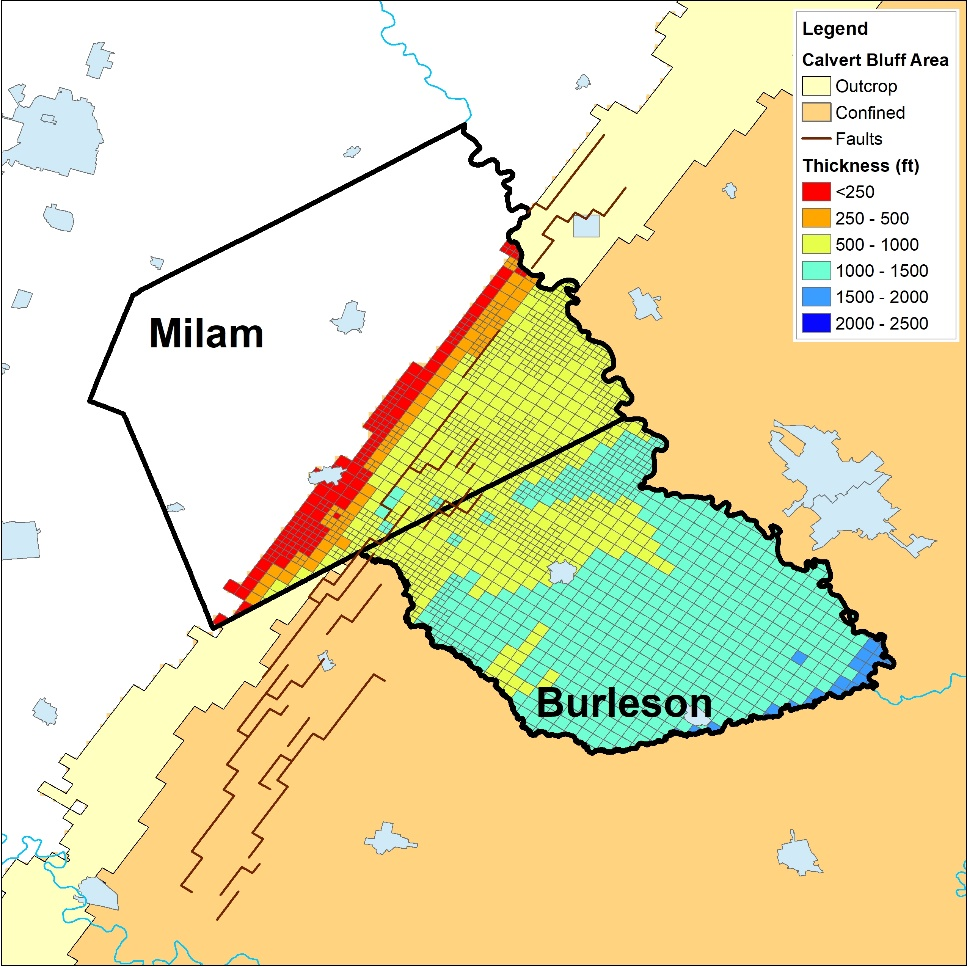 Legend
Calvert Bluff Area
Outcrop
Confined
Faults
Thickness (ft)
<250
250 - 500
500 - 1000
1000 - 1500
1500 - 2000
2000 - 2500
Milam
Burleson